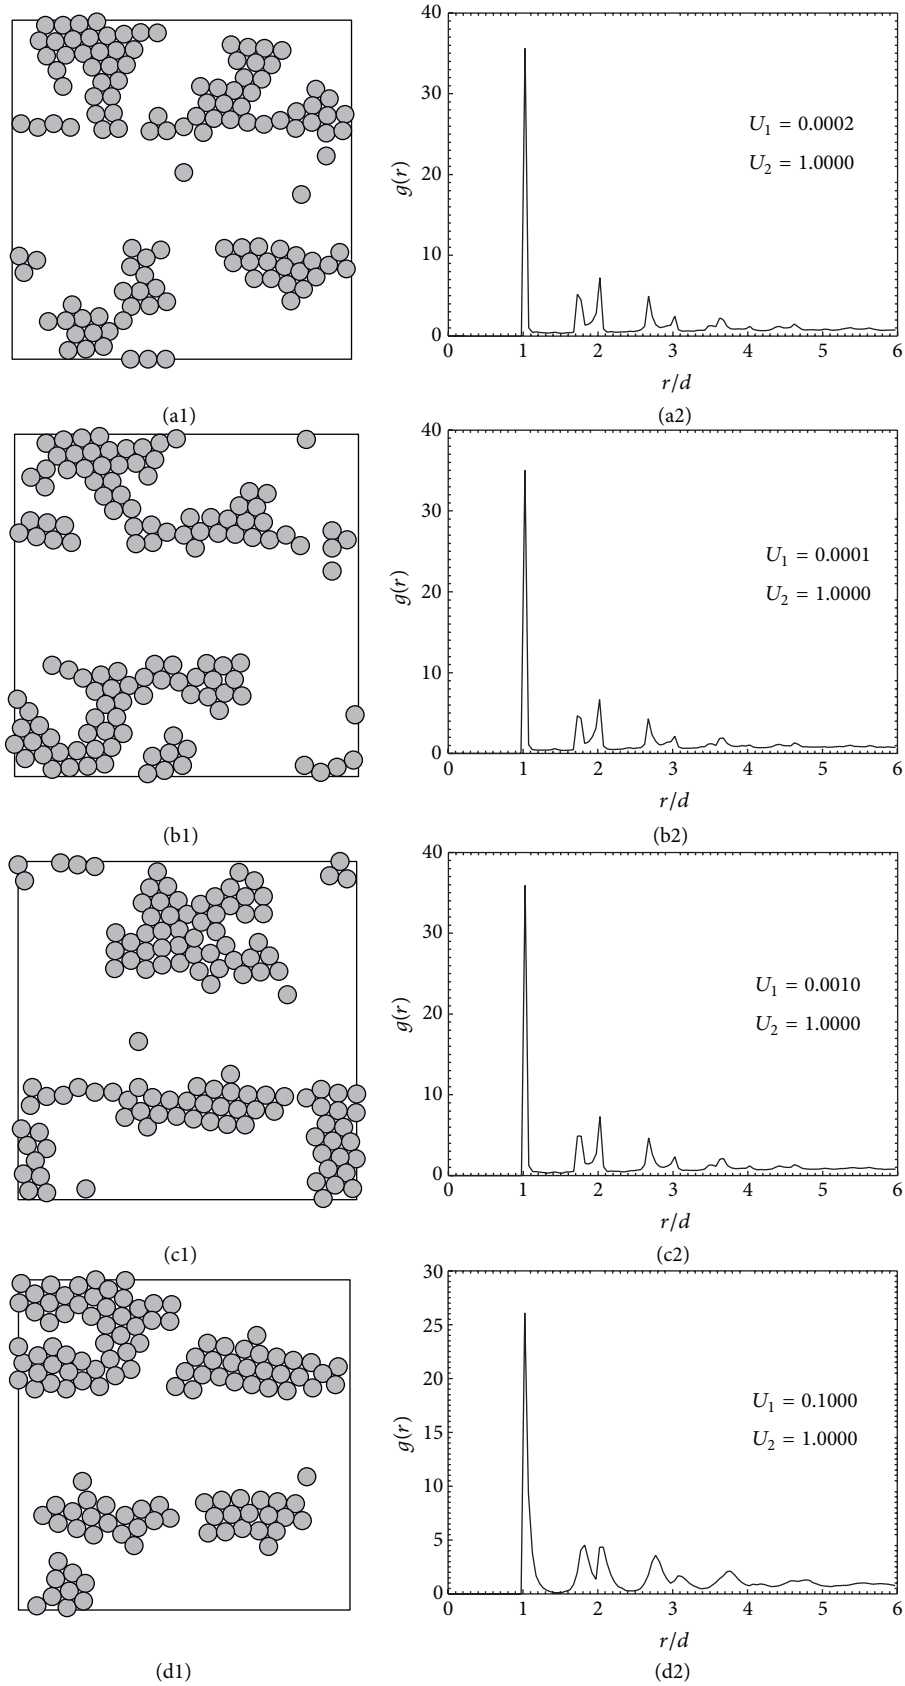 40
30
20
10
0
g(r)
U1 = 0.0002
U2 = 1.0000
0 1 2 3 4 5 6
r/d
(a1) (a2)
40
30
20
10
0
g(r)
U1 = 0.0001
U2 = 1.0000
0 1 2 3 4 5 6
r/d
(b1) (b2)
40
30
20
10
0
g(r)
U1 = 0.0010
U2 = 1.0000
0 1 2 3 4 5 6
r/d
(c1) (c2)
30
25
20
15
10
5
0
g(r)
U1 = 0.1000
U2 = 1.0000
0 1 2 3 4 5 6
r/d
(d1) (d2)